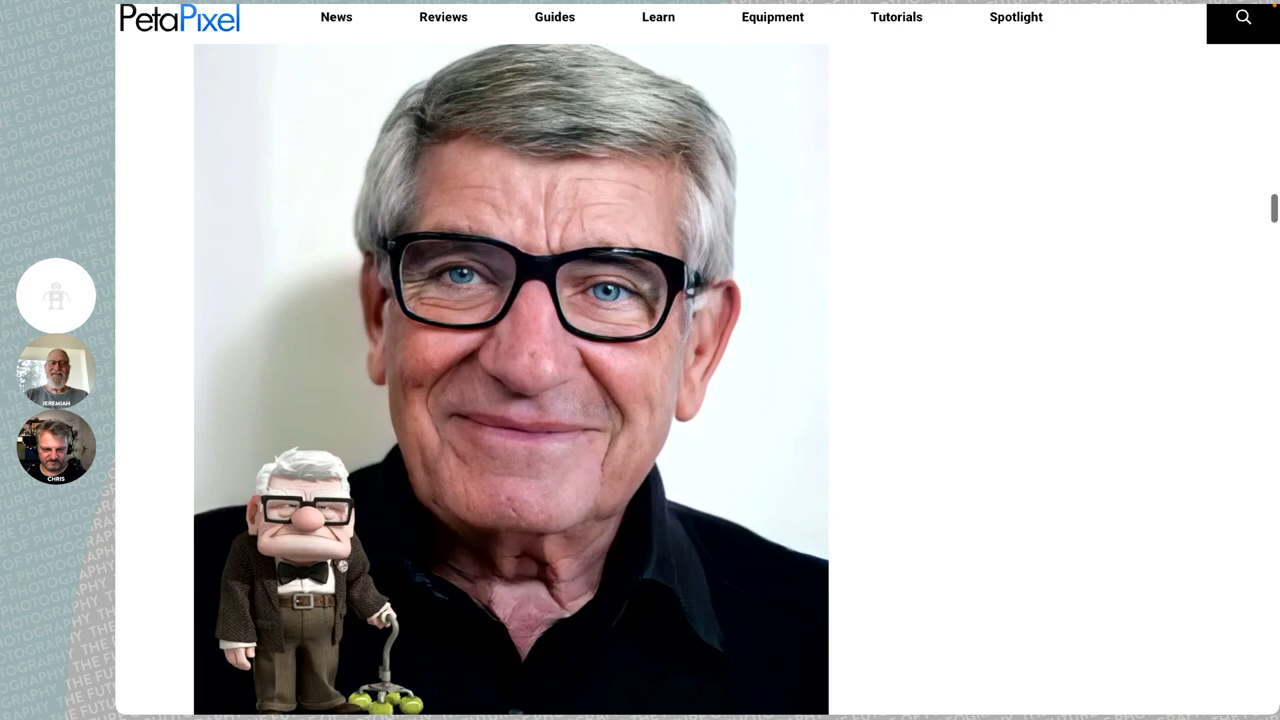 PetaPixel
News
Reviews
Guides
Learn
Equipment
Tutorials
Spotlight
JEREMIAH
CHRIS